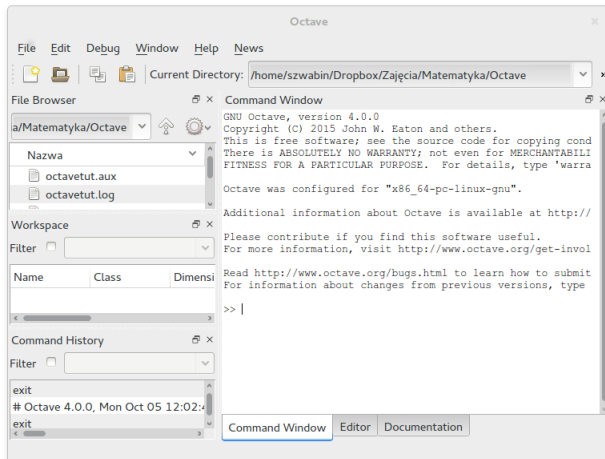 Octave
File Edit Debug Window Help News
Current Directory: /home/szwabin/Dropbox/Zajęcia/Matematyka/Octave
File Browser
a/Matematyka/Octave
Nazwa
octavetut.aux
octavetut.log
Workspace
Filter
Name Class Dimensi
Command History
Filter
exit
# Octave 4.0.0, Mon Oct 05 12:02:4
exit
Command Window
GNU Octave, version 4.0.0
Copyright (C) 2015 John W. Eaton and others.
This is free software; see the source code for copying cond
There is ABSOLUTELY NO WARRANTY; not even for MERCHANTABILI
FITNESS FOR A PARTICULAR PURPOSE. For details, type 'warra
Octave was configured for "x86_64-pc-linux-gnu".
Additional information about Octave is available at http://
Please contribute if you find this software useful.
For more information, visit http://www.octave.org/get-invol
Read http://www.octave.org/bugs.html to learn how to submit
For information about changes from previous versions, type
>>
Command Window Editor Documentation